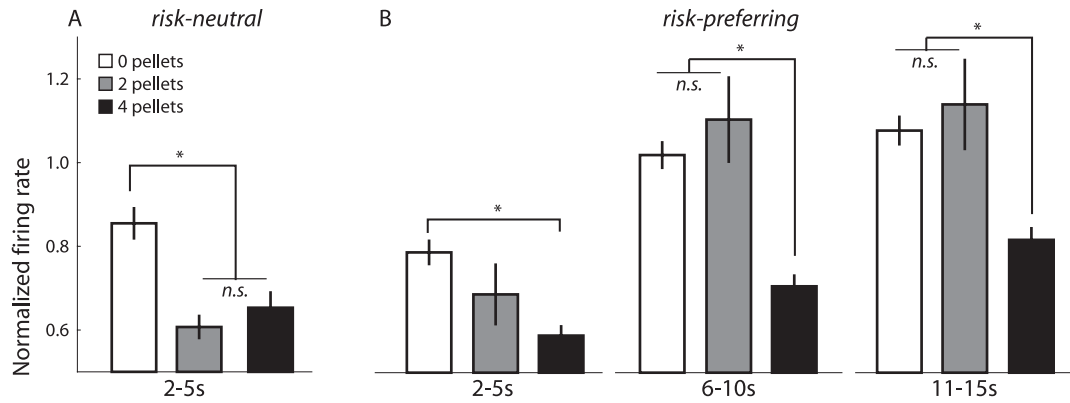 A
risk-neutral
B
risk-preferring
0 pellets
2 pellets
4 pellets
Normalized firing rate
1.2
1.0
0.8
0.6
*
n.s.
2-5s
*
2-5s
*
n.s.
6-10s
*
n.s.
11-15s